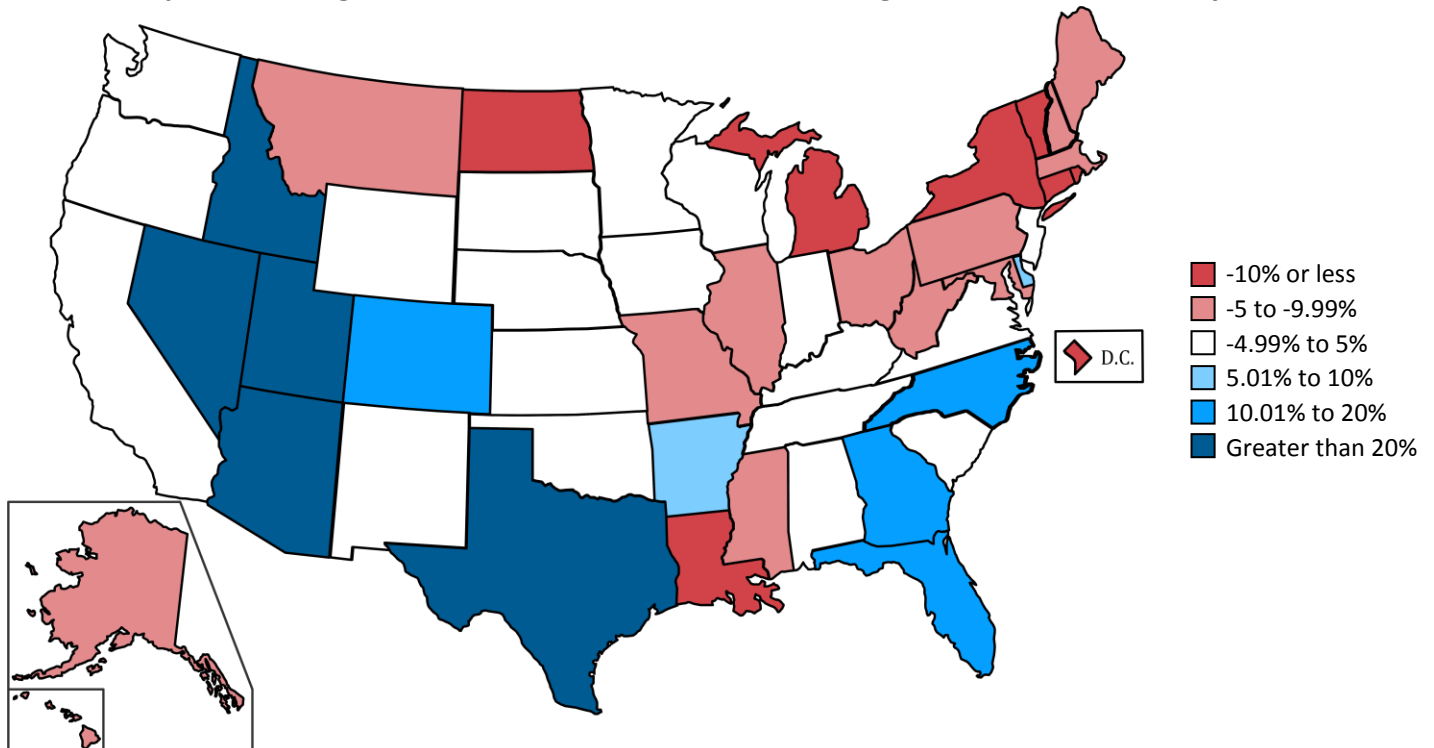 D.C.
-10% or less
-5 to -9.99%
-4.99% to 5%
5.01% to 10%
10.01% to 20%
Greater than 20%